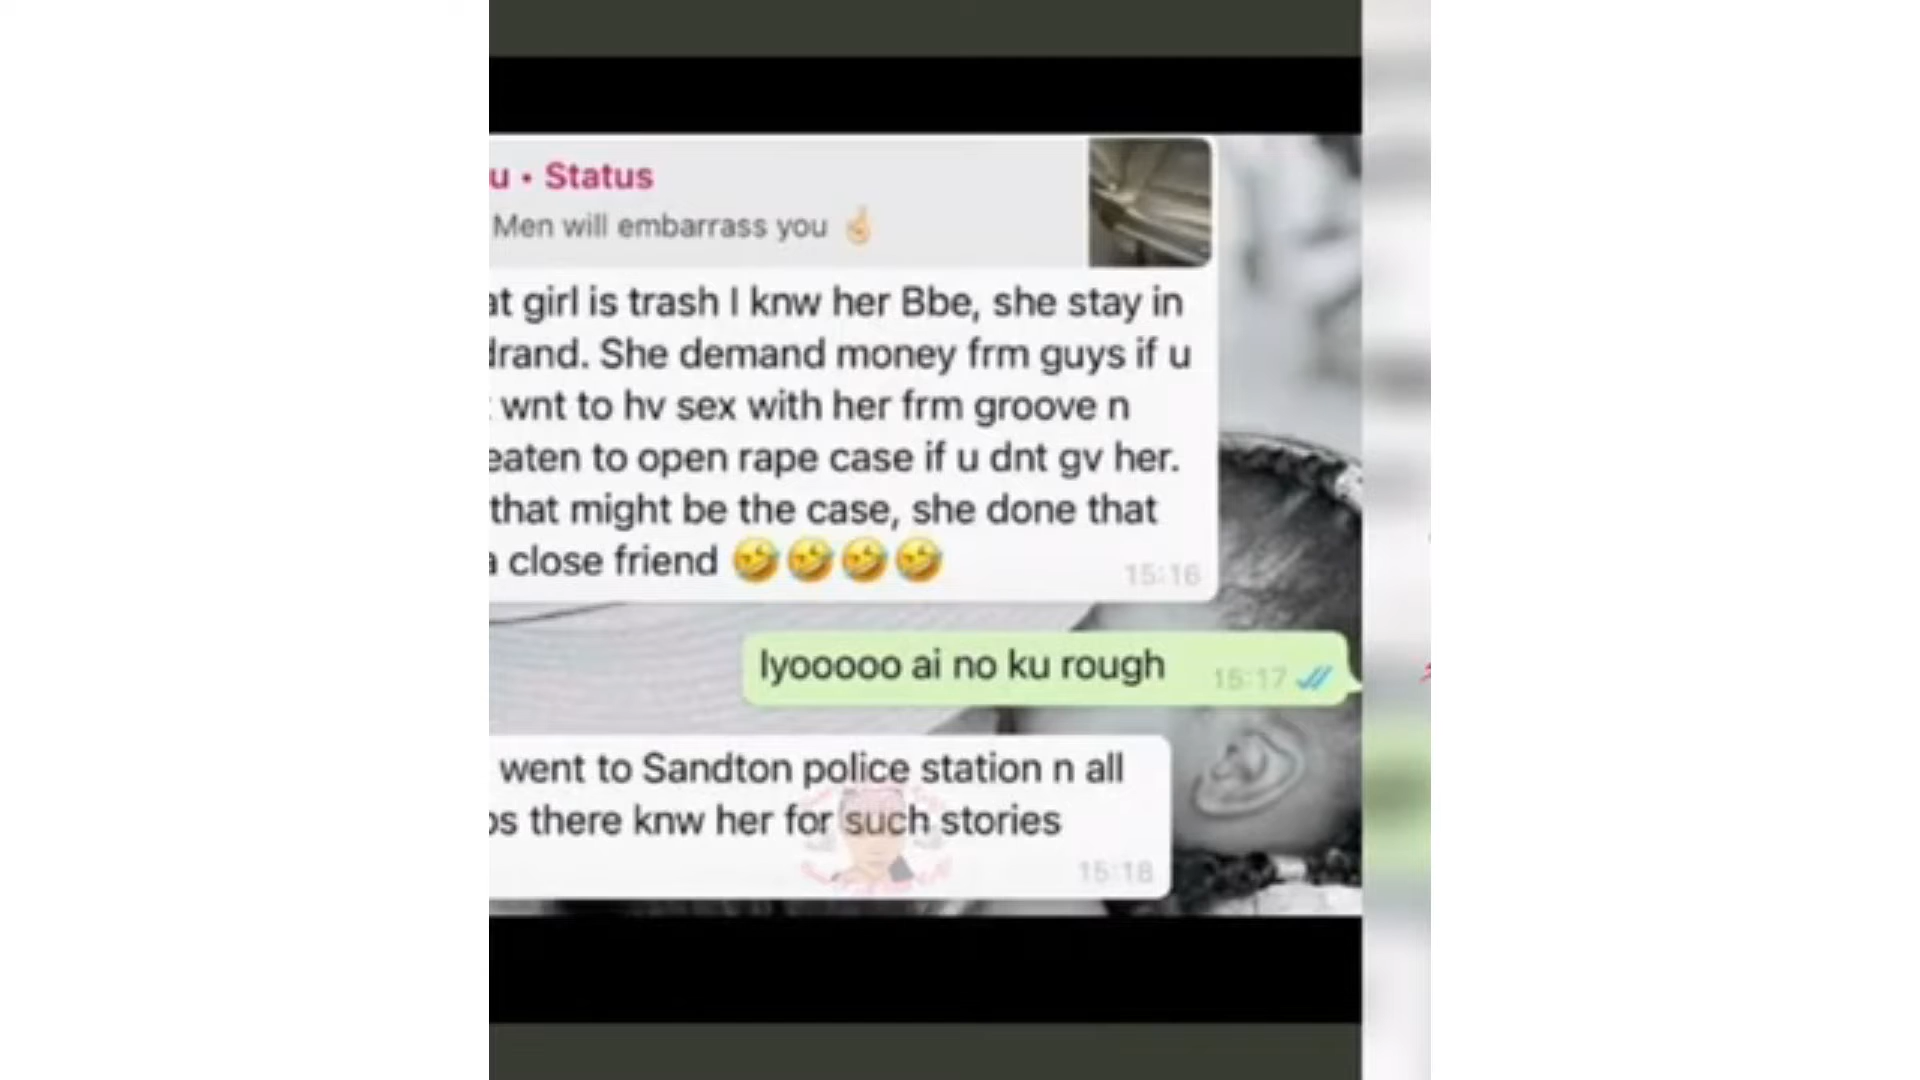 u • Status
Men will embarrass you 🤞🏻
at girl is trash I knw her Bbe, she stay in
drand. She demand money frm guys if u
wnt to hv sex with her frm groove n
eaten to open rape case if u dnt gv her.
that might be the case, she done that
a close friend 🤣🤣🤣🤣
15:16
Iyooooo ai no ku rough
15:17
went to Sandton police station n all
ps there knw her for such stories
15:18